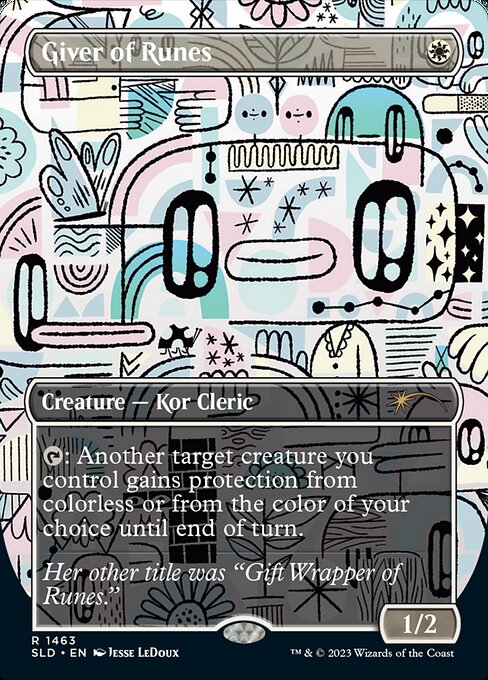 Giver of Runes
Creature — Kor Cleric
: Another target creature you
control gains protection from
colorless or from the color of your
choice until end of turn.
Her other title was “Gift Wrapper of
Runes.”
1/2
R 1463
SLD • EN Jesse LeDoux
™ & © 2023 Wizards of the Coast